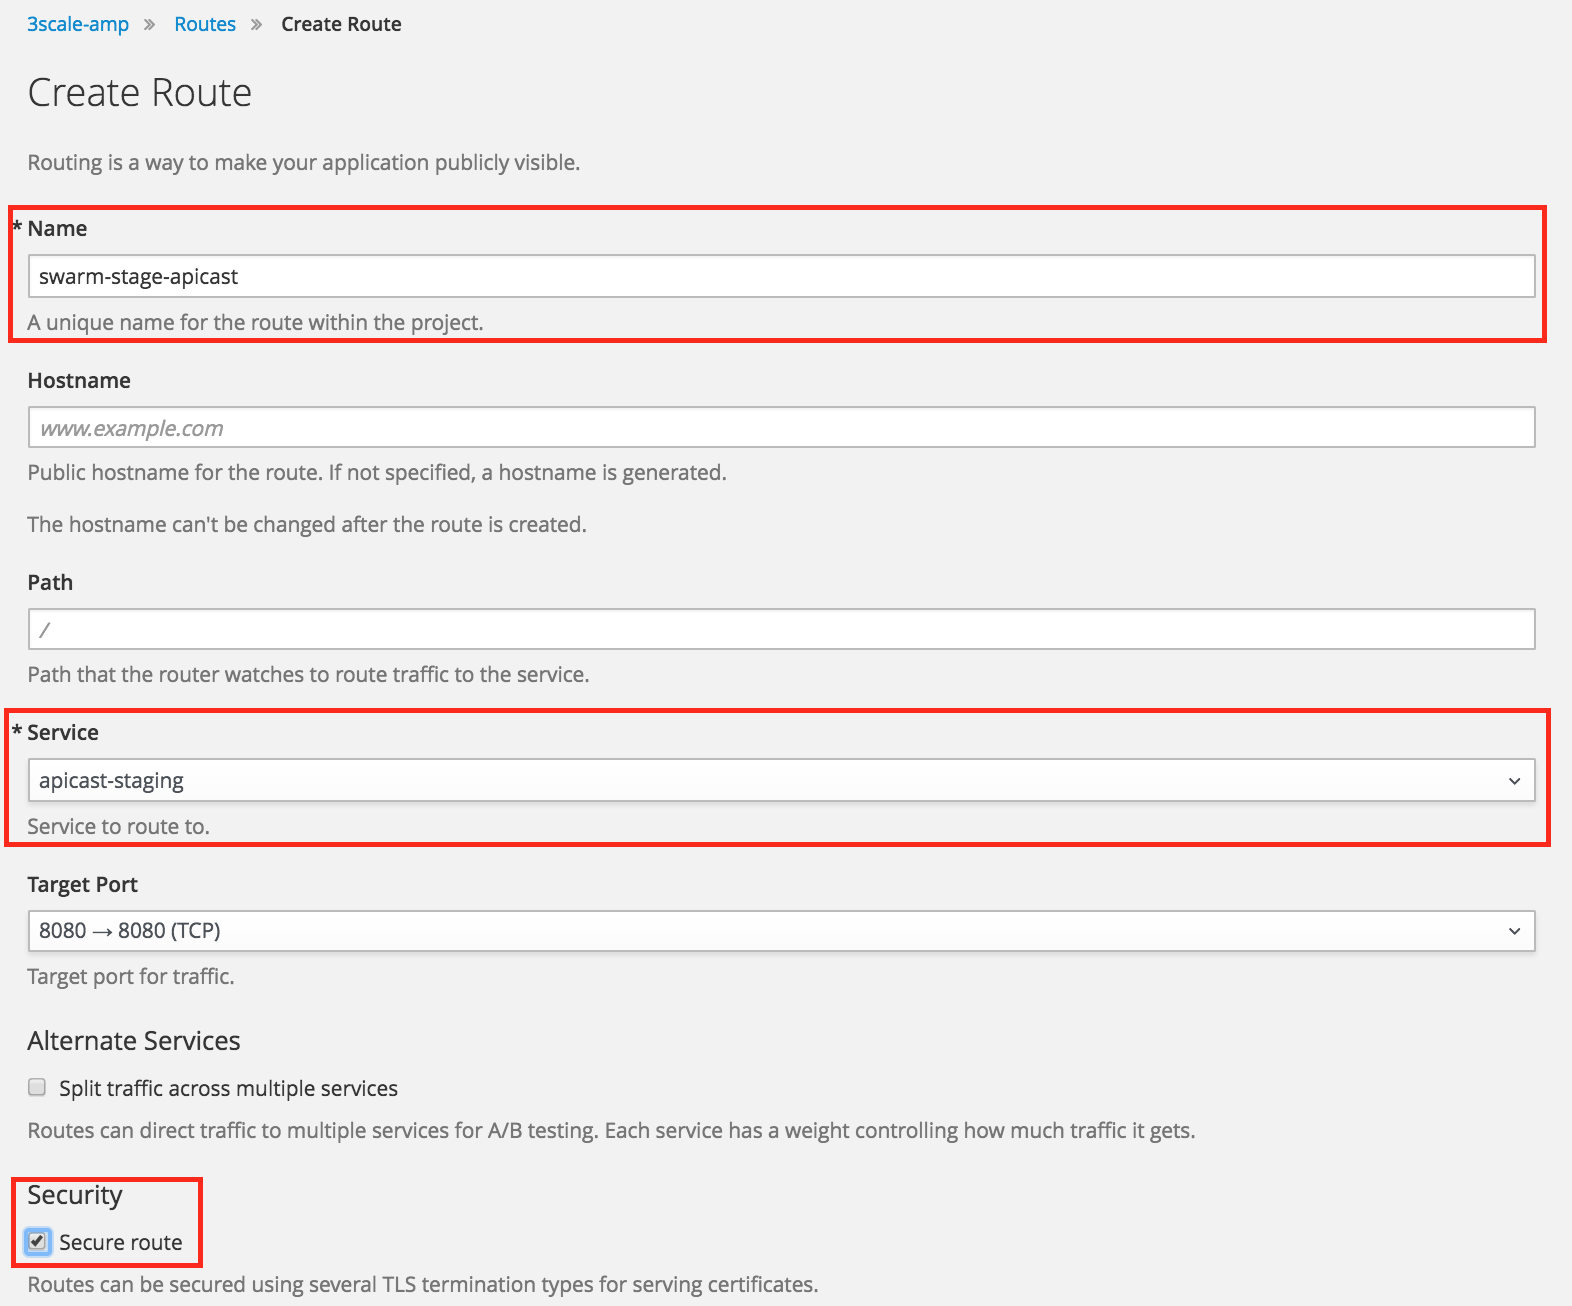 3scale-amp » Routes » Create Route
Create Route
Routing is a way to make your application publicly visible.
* Name
swarm-stage-apicast
A unique name for the route within the project.
Hostname
www.example.com
Public hostname for the route. If not specified, a hostname is generated.
The hostname can't be changed after the route is created.
Path
/
Path that the router watches to route traffic to the service.
* Service
apicast-staging
Service to route to.
Target Port
8080 → 8080 (TCP)
Target port for traffic.
Alternate Services
Split traffic across multiple services
Routes can direct traffic to multiple services for A/B testing. Each service has a weight controlling how much traffic it gets.
Security
Secure route
Routes can be secured using several TLS termination types for serving certificates.